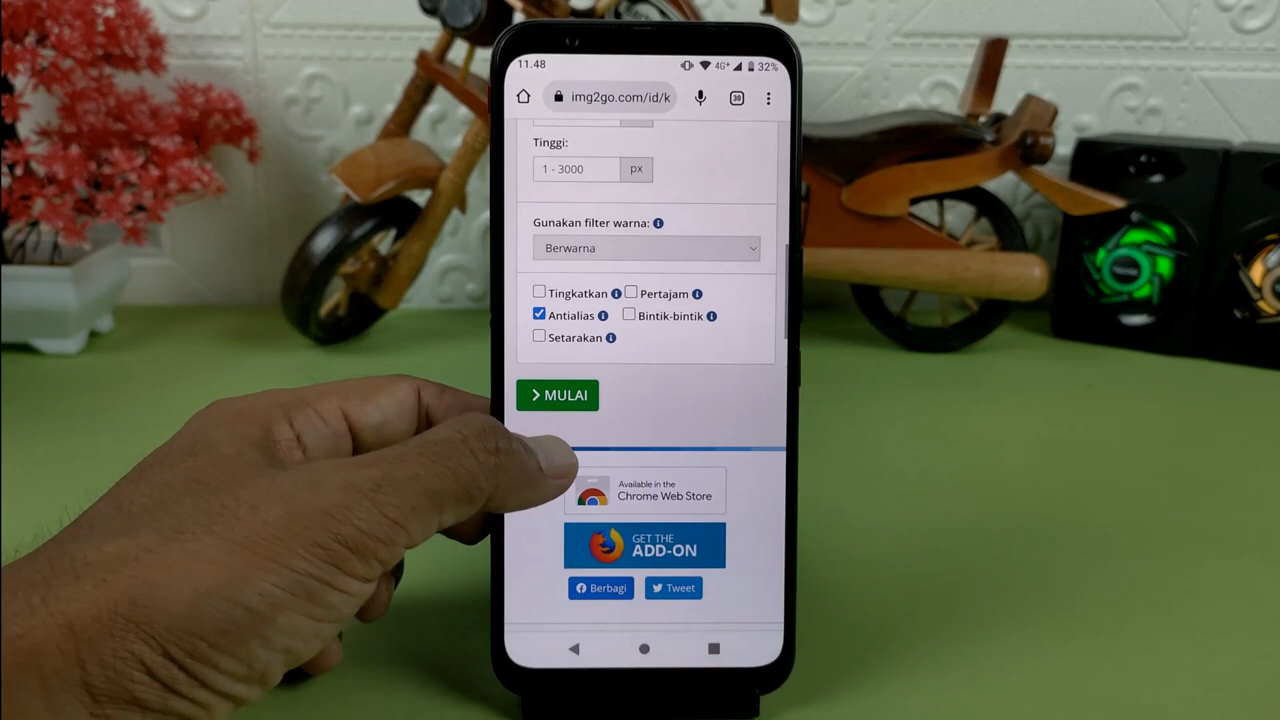 11.48 4G+ 32%
img2go.com/id/k 30
Tinggi:
1 - 3000 px
Gunakan filter warna:
Berwarna
Tingkatkan Pertajam
Antialias Bintik-bintik
Setarakan
MULAI
Available in the
Chrome Web Store
GET THE
ADD-ON
Berbagi Tweet